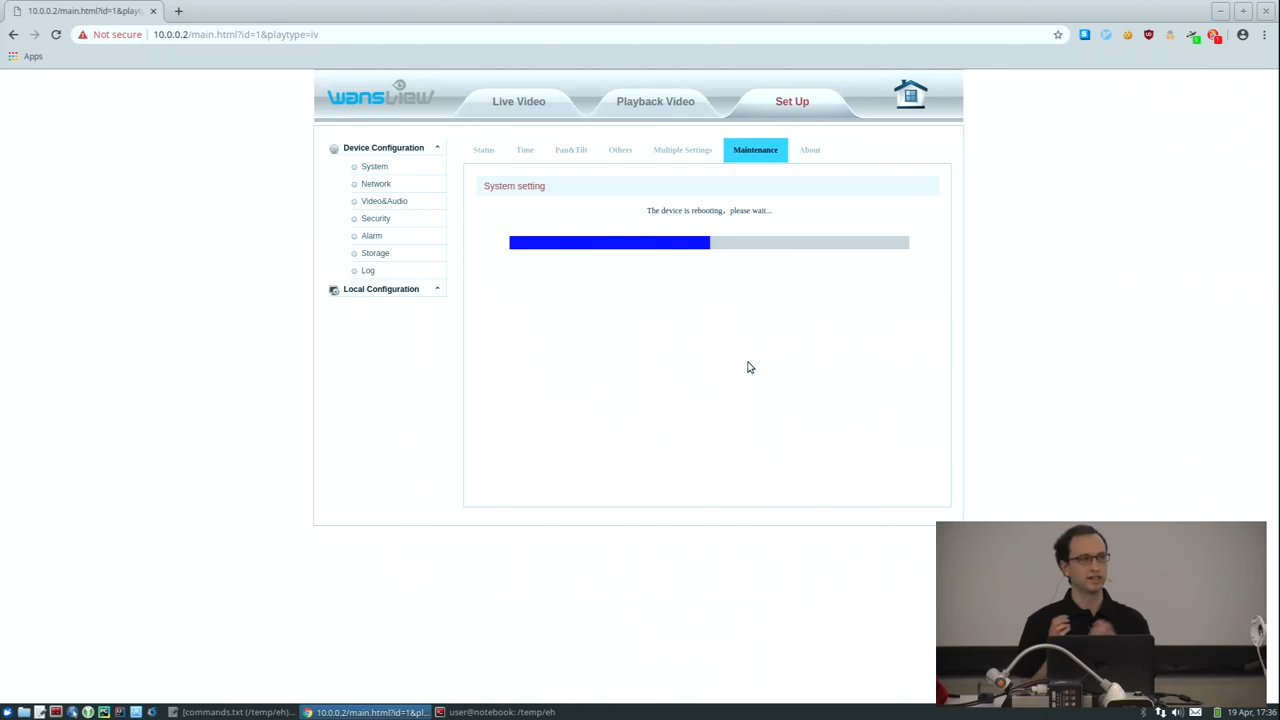 10.0.0.2/main.html?id=1&play
Not secure
10.0.0.2/main.html?id=1&playtype=iv
Apps
wansview
Live Video
Playback Video
Set Up
Device Configuration
System
Network
Video&Audio
Security
Alarm
Storage
Log
Local Configuration
Status Time Pan&Tilt Others Multiple Settings Maintenance About
System setting
The device is rebooting，please wait...
[commands.txt (/temp/eh)...
10.0.0.2/main.html?id=1&pl...
user@notebook: /temp/eh
19 Apr, 17:36